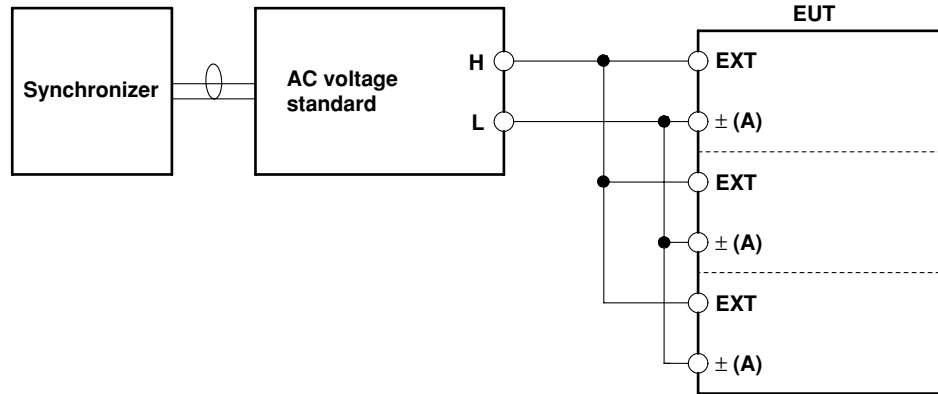 EUT
Synchronizer
AC voltage
standard
H
L
EXT
± (A)
EXT
± (A)
EXT
± (A)